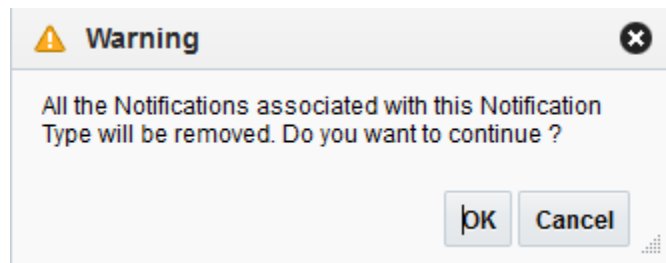 Warning
All the Notifications associated with this Notification
Type will be removed. Do you want to continue ?
OK Cancel